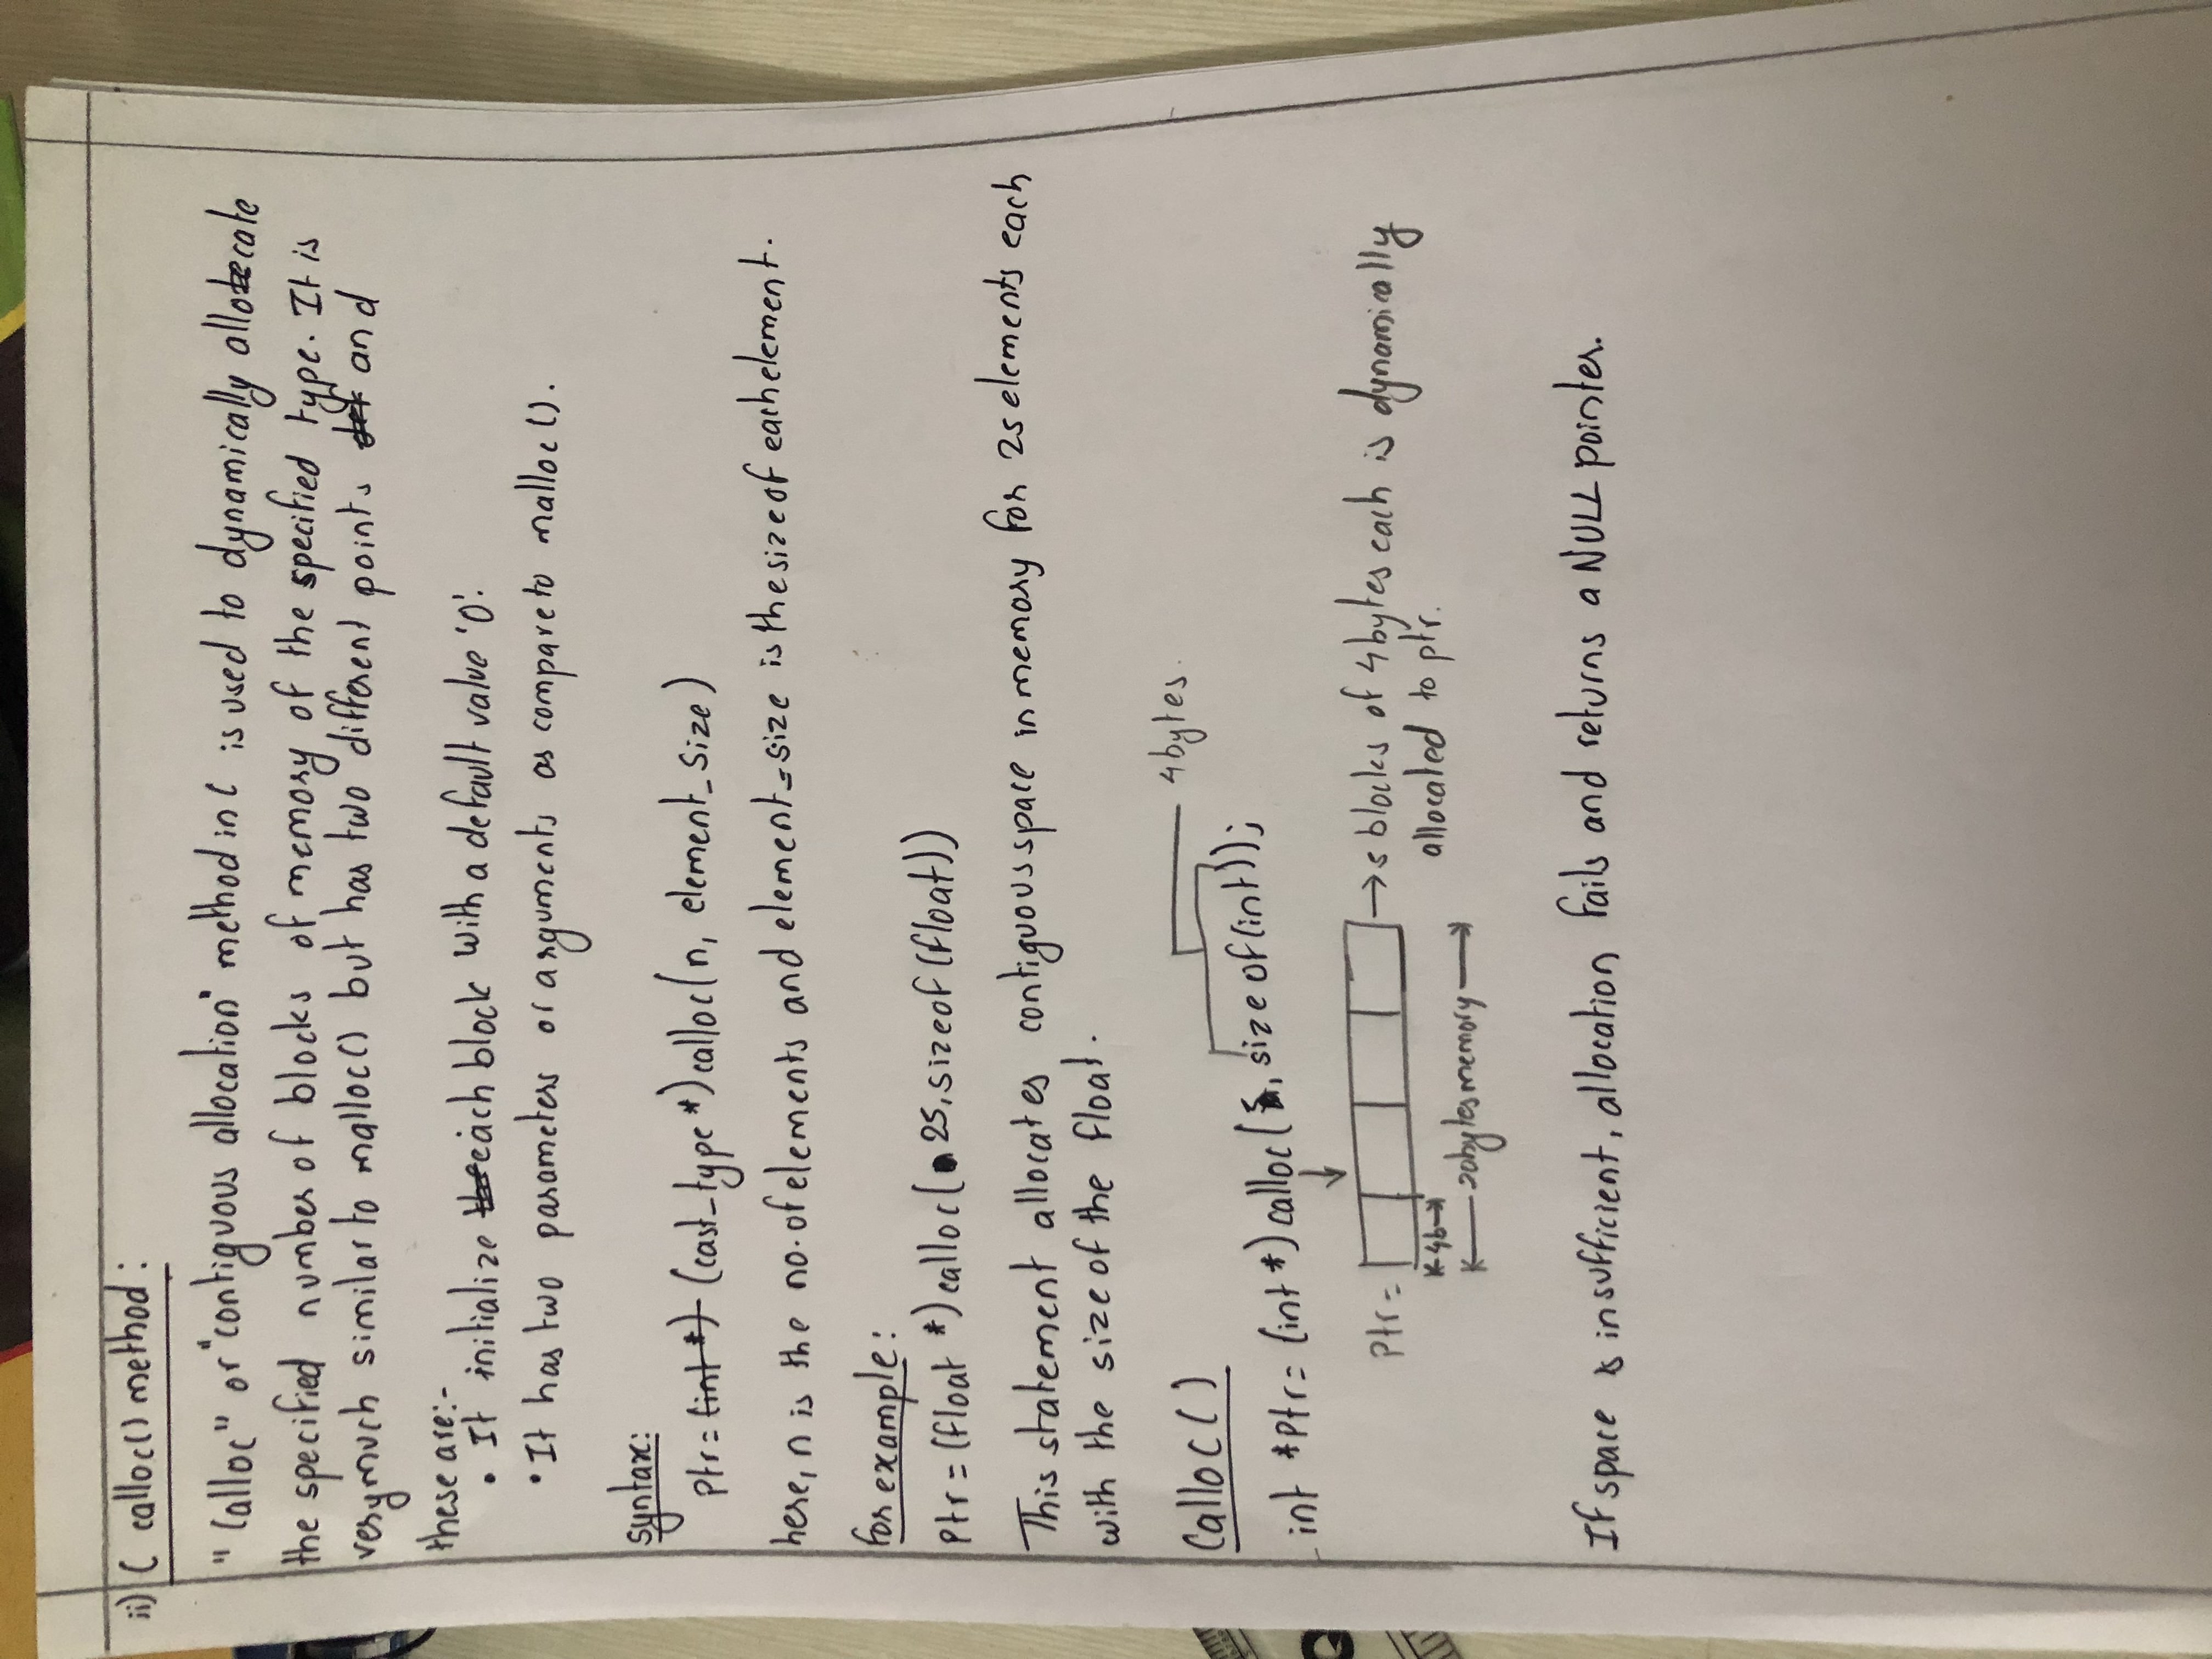 ii) C calloc() method:
"Calloc" or "contiguous allocation" method in C is used to dynamically allocate
the specified number of blocks of memory of the specified type. It is
very much similar to malloc() but has two different points and
these are:-
• It initialize each block with a default value '0'.
• It has two parameters or arguments as compare to malloc().
syntax:
ptr = (cast_type *) calloc(n, element_size)
here, n is the no. of elements and element_size is the size of each element.
for example:
ptr = (float *) calloc(25, sizeof(float))
This statement allocates contiguous space in memory for 25 elements each
with the size of the float.
Calloc()
4 bytes.
int *ptr = (int *) calloc(5, sizeof(int));
ptr = → 5 blocks of 4 bytes each is dynamically
allocated to ptr.
4b
20bytes memory
If space is insufficient, allocation fails and returns a NULL pointer.